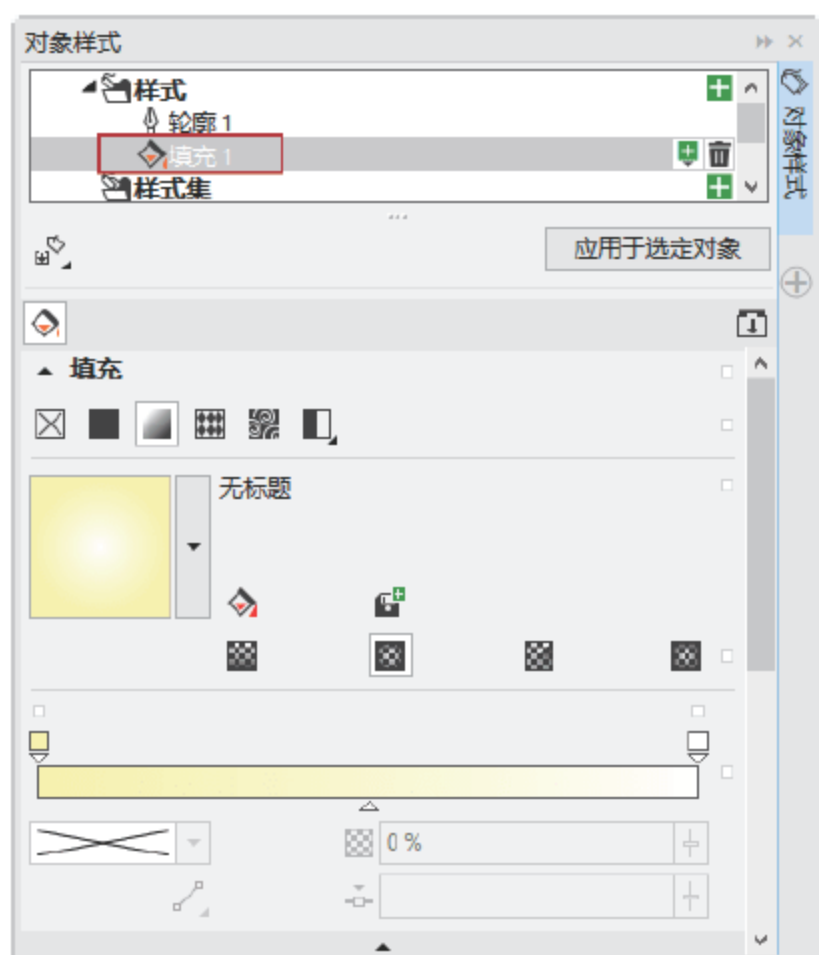 对象样式
样式
轮廓 1
填充 1
样式集
对象样式
应用于选定对象
填充
无标题
0 %